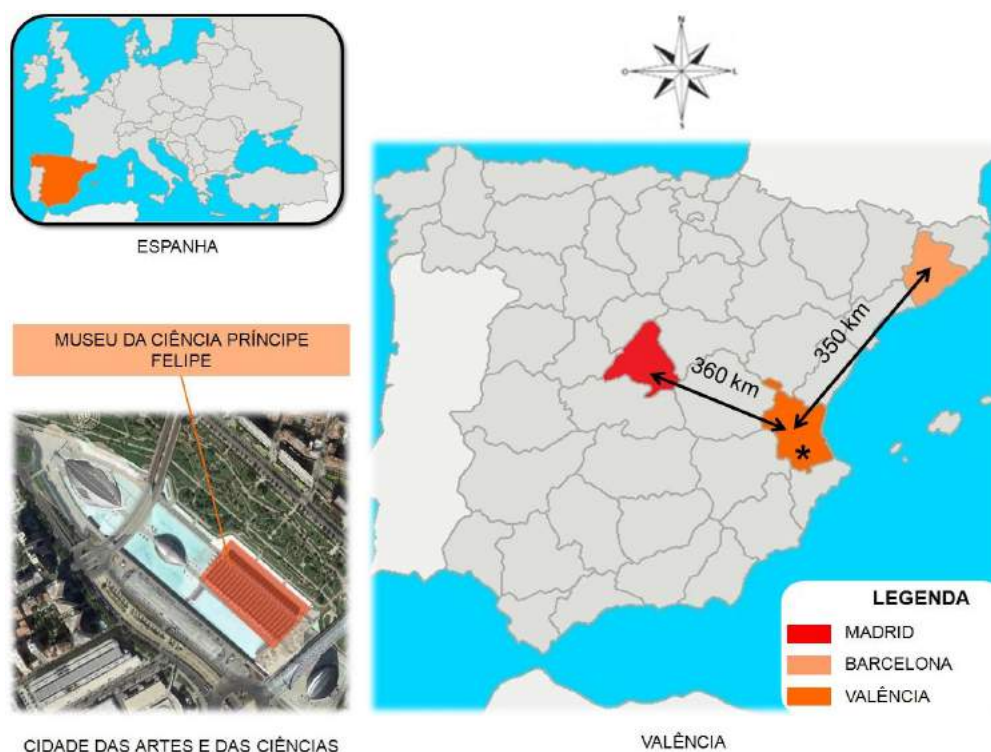 N
O
L
S
ESPANHA
MUSEU DA CIÊNCIA PRÍNCIPE
FELIPE
CIDADE DAS ARTES E DAS CIÊNCIAS
360 km
350 km
*
LEGENDA
MADRID
BARCELONA
VALÊNCIA
VALÊNCIA